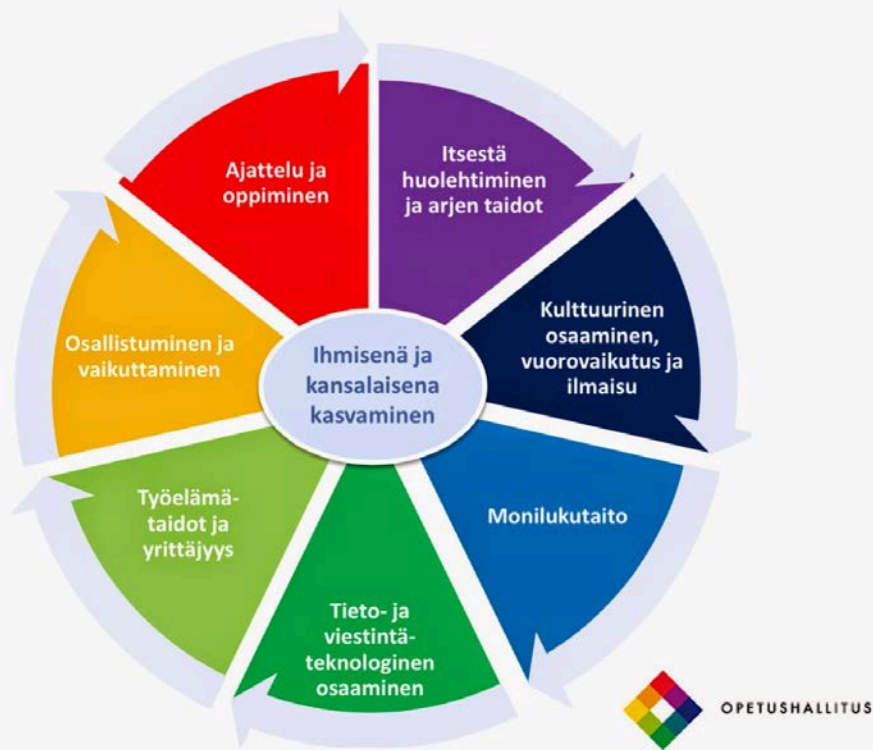 Ajattelu ja
oppiminen
Itsestä
huolehtiminen
ja arjen taidot
Kulttuurinen
osaaminen,
vuorovaikutus ja
ilmaisu
Monilukutaito
Tieto- ja
viestintä-
teknologinen
osaaminen
Työelämä-
taidot ja
yrittäjyys
Osallistuminen ja
vaikuttaminen
Ihmisenä ja
kansalaisena
kasvaminen
OPETUSHALLITUS